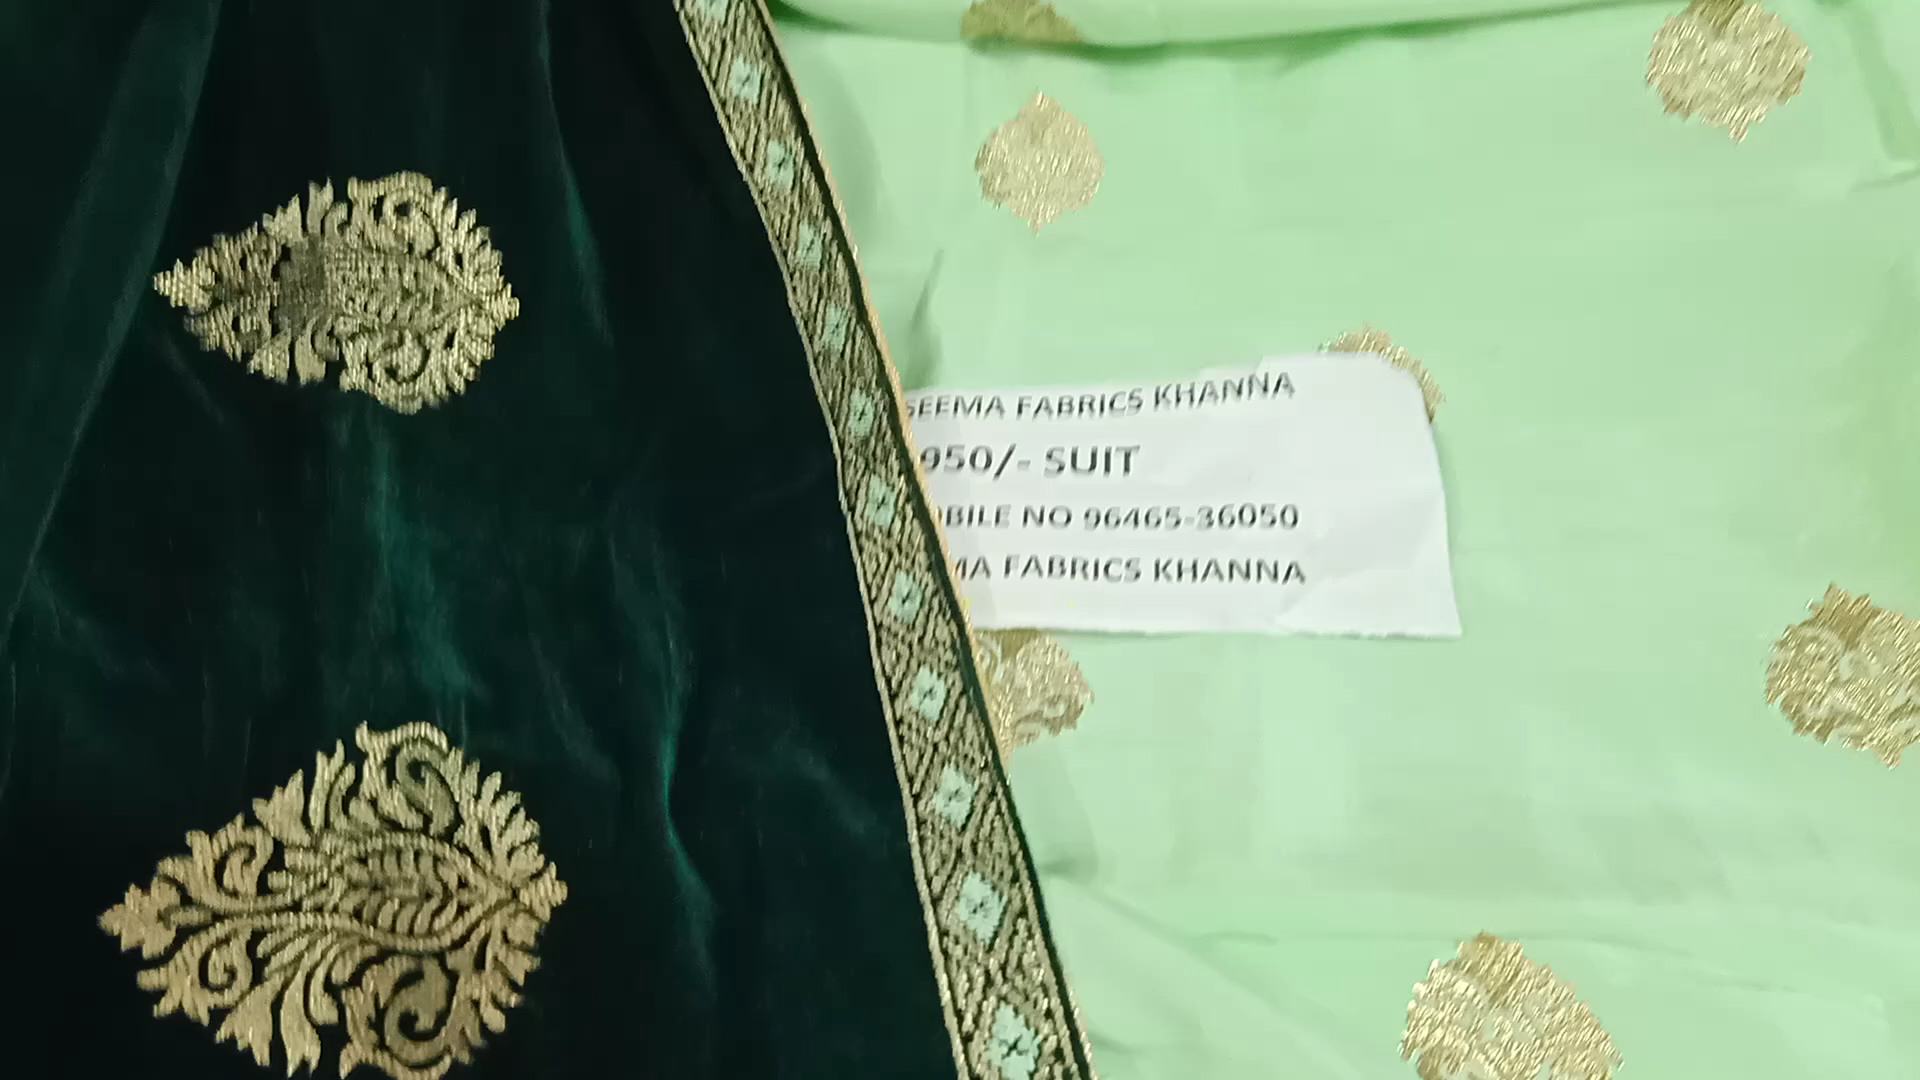 SEEMA FABRICS KHANNA
950/- SUIT
BILE NO 96465-36050
MA FABRICS KHANNA